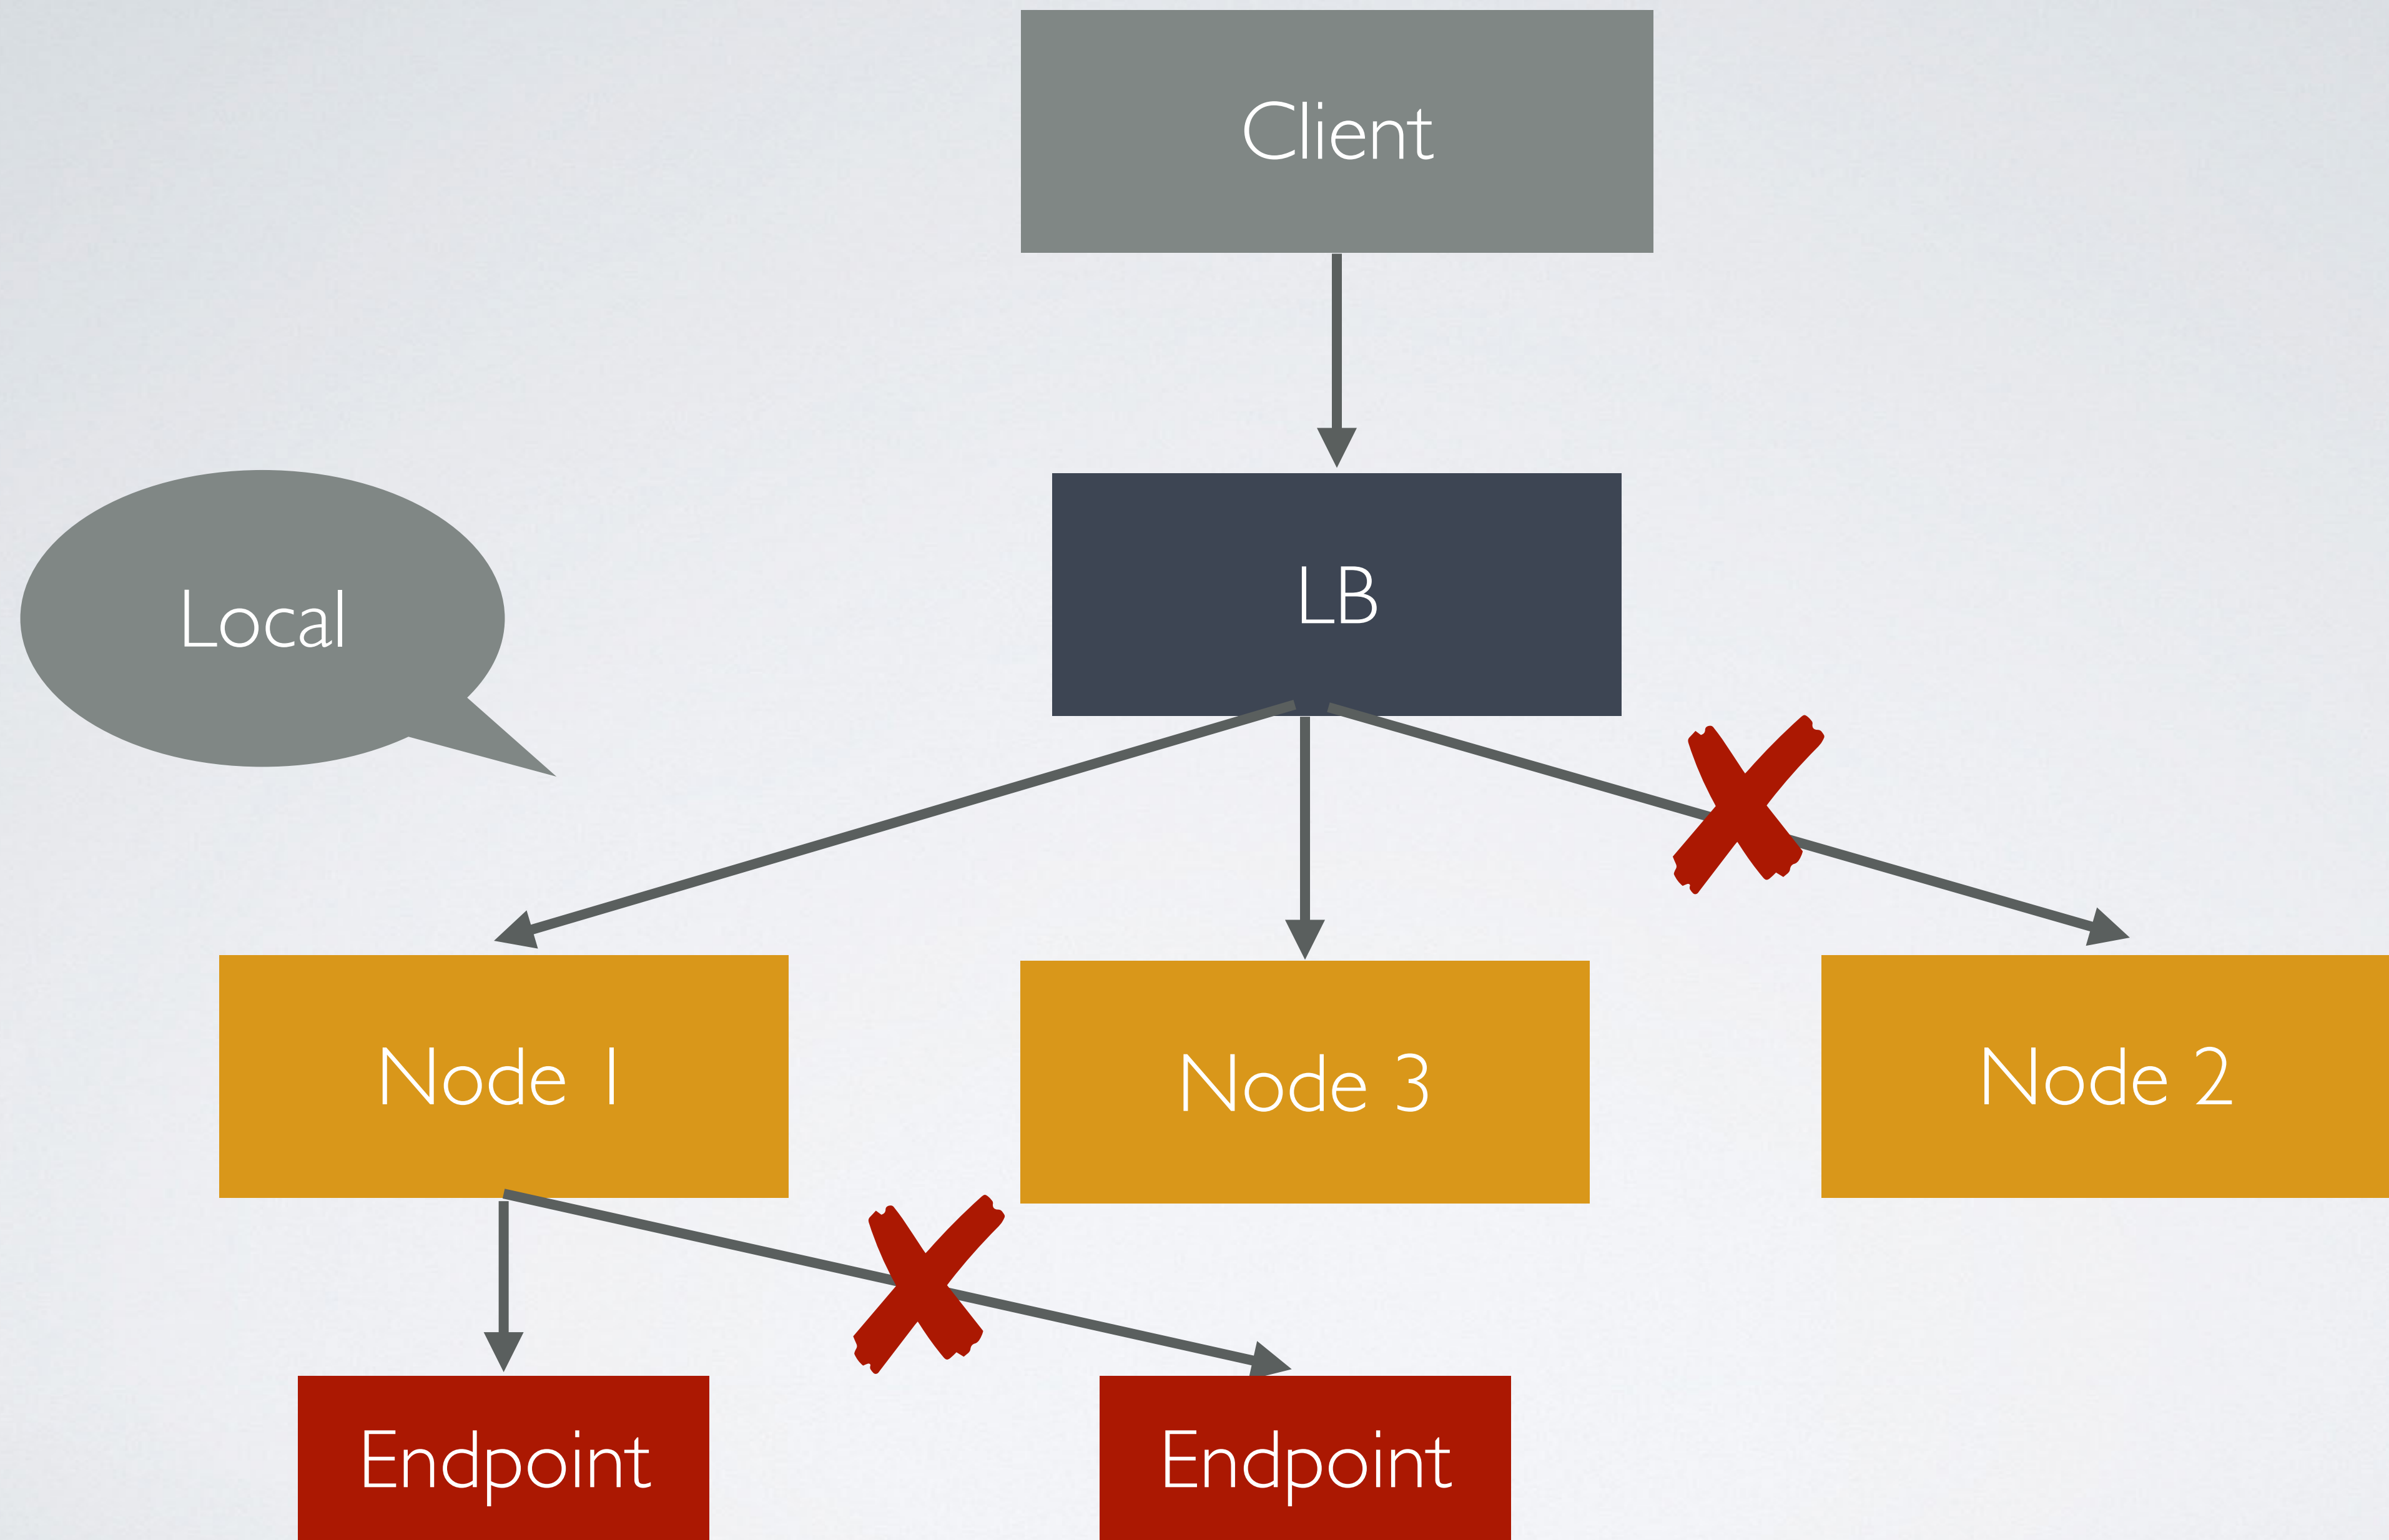 Client
Local
LB
Node 1
Node 3
Node 2
Endpoint
Endpoint